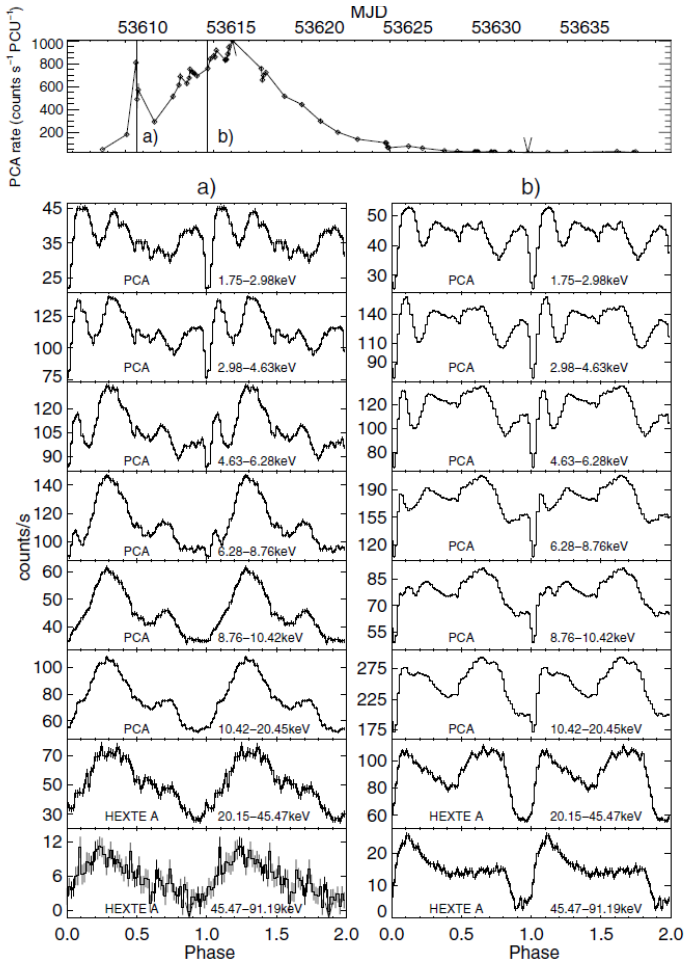 MJD
53610 53615 53620 53625 53630 53635
PCA rate (counts s⁻¹ PCU⁻¹)
1000
800
600
400
200
a) b)
a) b)
counts/s
45
35
25
PCA 1.75–2.98keV
50
40
30
PCA 1.75–2.98keV
125
100
75
PCA 2.98–4.63keV
150
130
110
90
PCA 2.98–4.63keV
120
105
90
PCA 4.63–6.28keV
120
100
80
68
PCA 4.63–6.28keV
140
120
100
90
PCA 6.28–8.76keV
190
155
120
PCA 6.28–8.76keV
60
50
40
PCA 8.76–10.42keV
85
70
55
PCA 8.76–10.42keV
100
80
60
PCA 10.42–20.45keV
275
225
175
PCA 10.42–20.45keV
70
50
30
HEXTE A 20.15–45.47keV
100
80
60
HEXTE A 20.15–45.47keV
12
6
0
HEXTE A 45.47–91.19keV
20
10
0
HEXTE A 45.47–91.19keV
0.0 0.5 1.0 1.5 2.0
Phase
0.0 0.5 1.0 1.5 2.0
Phase